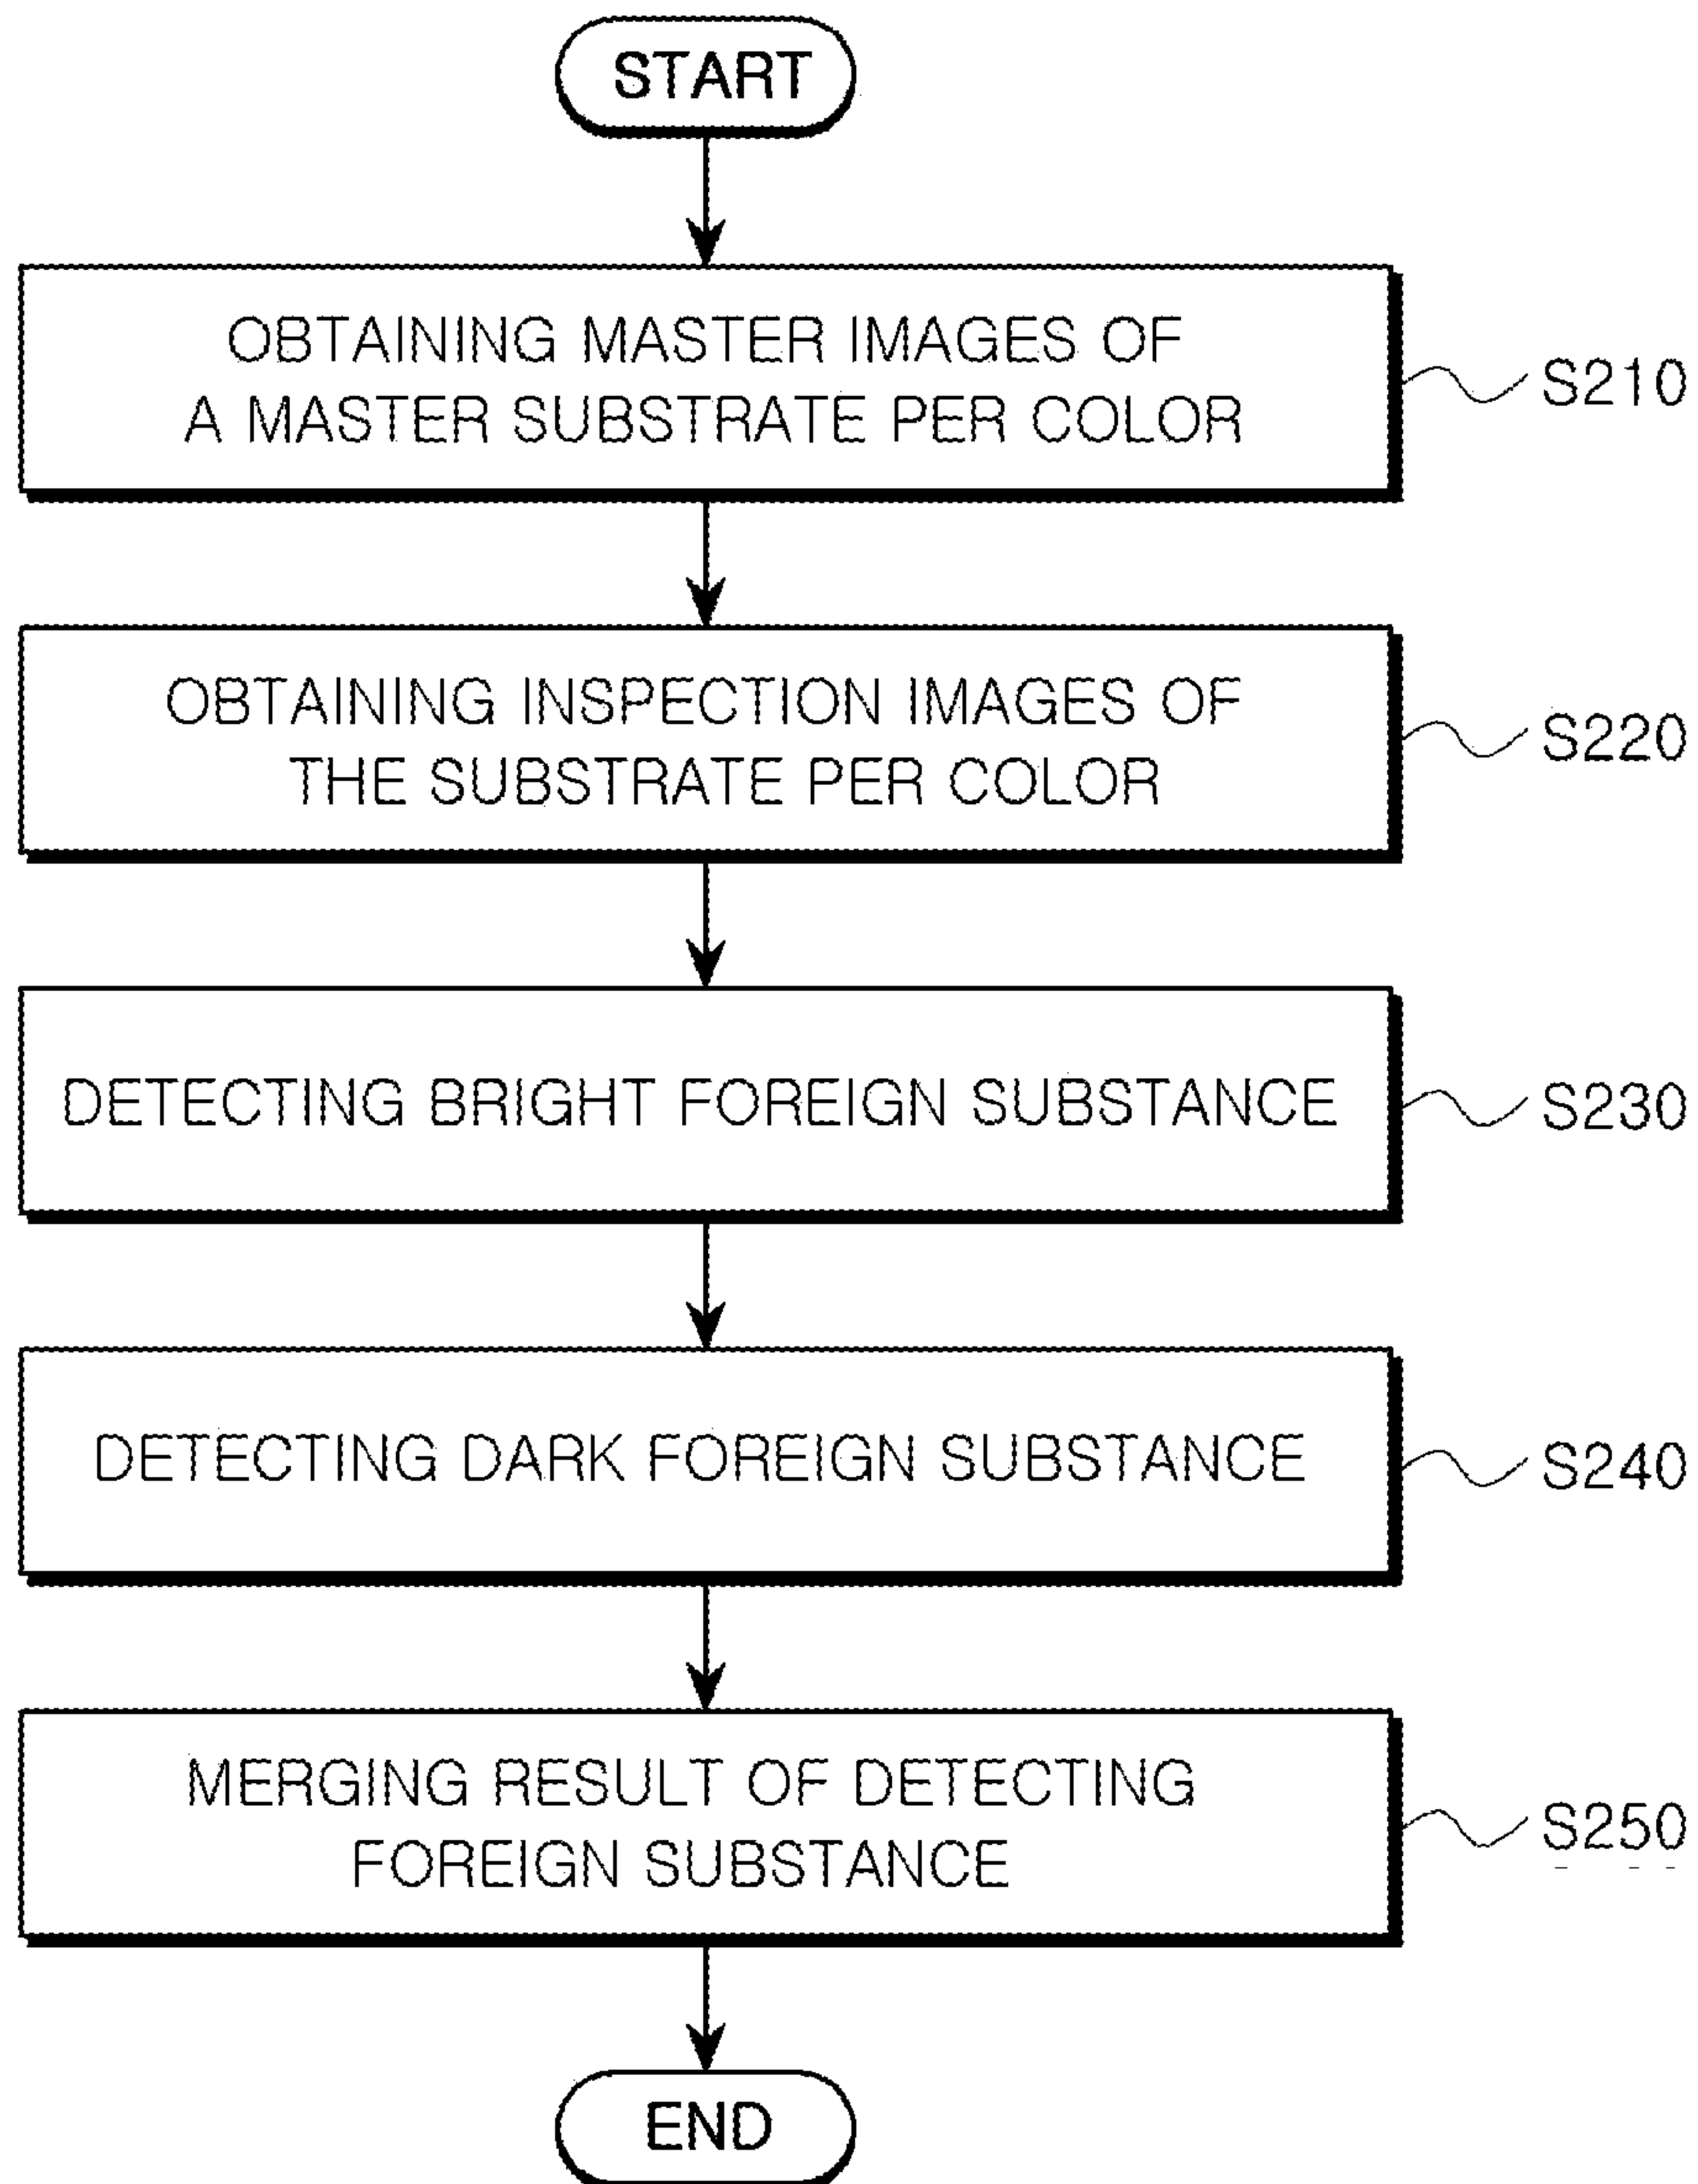 START
OBTAINING MASTER IMAGES OF
A MASTER SUBSTRATE PER COLOR
S210
OBTAINING INSPECTION IMAGES OF
THE SUBSTRATE PER COLOR
S220
DETECTING BRIGHT FOREIGN SUBSTANCE
S230
DETECTING DARK FOREIGN SUBSTANCE
S240
MERGING RESULT OF DETECTING
FOREIGN SUBSTANCE
S250
END